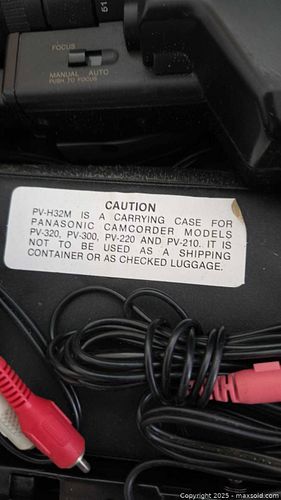 51
FOCUS
MANUAL AUTO
PUSH TO FOCUS
CAUTION
PV-H32M IS A CARRYING CASE FOR
PANASONIC CAMCORDER MODELS
PV-320, PV-300, PV-220 AND PV-210. IT IS
NOT TO BE USED AS A SHIPPING
CONTAINER OR AS CHECKED LUGGAGE.
Copyright © 2025 - maxsold.com